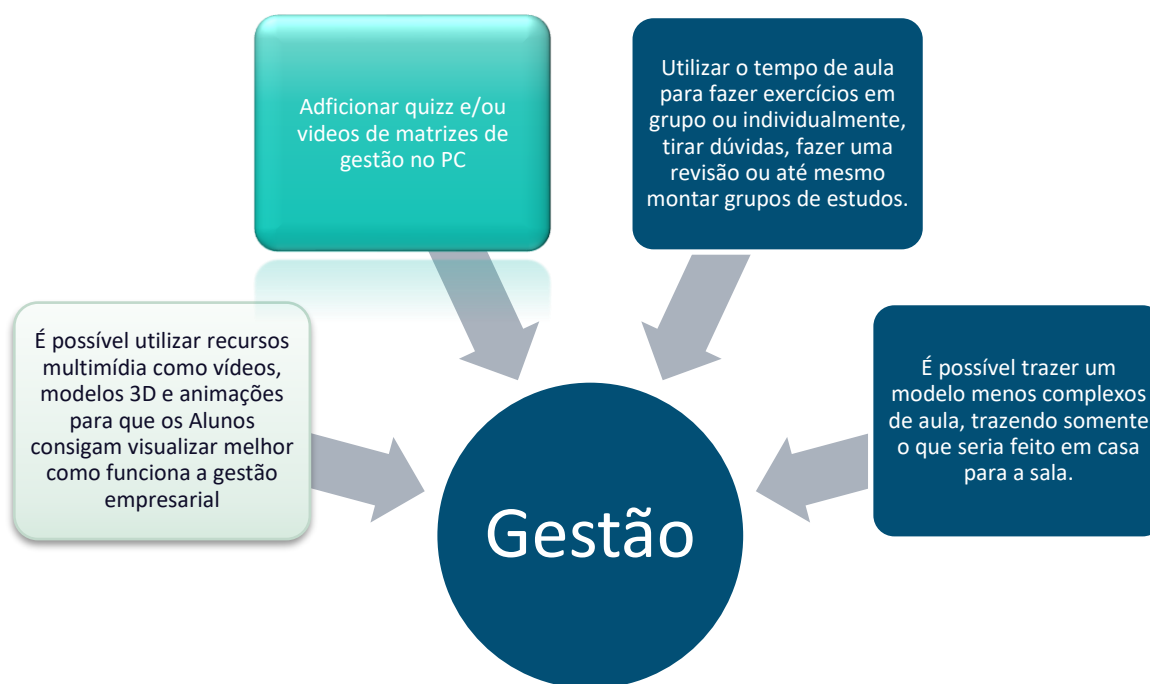 Adficionar quizz e/ou
videos de matrizes de
gestão no PC
Utilizar o tempo de aula
para fazer exercícios em
grupo ou individualmente,
tirar dúvidas, fazer uma
revisão ou até mesmo
montar grupos de estudos.
É possível utilizar recursos
multimídia como vídeos,
modelos 3D e animações
para que os Alunos
consigam visualizar melhor
como funciona a gestão
empresarial
É possível trazer um
modelo menos complexos
de aula, trazendo somente
o que seria feito em casa
para a sala.
Gestão